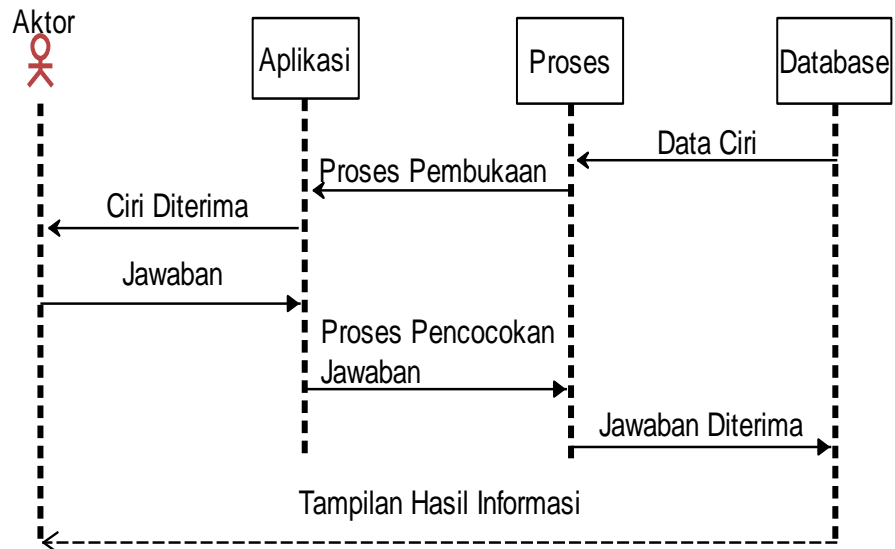 Aktor
Aplikasi
Proses
Database
Data Ciri
Proses Pembukaan
Ciri Diterima
Jawaban
Proses Pencocokan
Jawaban
Jawaban Diterima
Tampilan Hasil Informasi